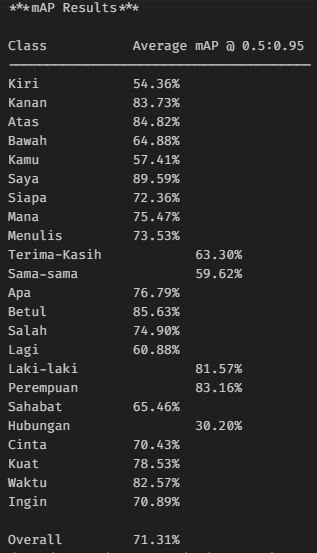 ***mAP Results***
Class Average mAP @ 0.5:0.95
Kiri 54.36%
Kanan 83.73%
Atas 84.82%
Bawah 64.88%
Kamu 57.41%
Saya 89.59%
Siapa 72.36%
Mana 75.47%
Menulis 73.53%
Terima-Kasih 63.30%
Sama-sama 59.62%
Apa 76.79%
Betul 85.63%
Salah 74.90%
Lagi 60.88%
Laki-laki 81.57%
Perempuan 83.16%
Sahabat 65.46%
Hubungan 30.20%
Cinta 70.43%
Kuat 78.53%
Waktu 82.57%
Ingin 70.89%
Overall 71.31%